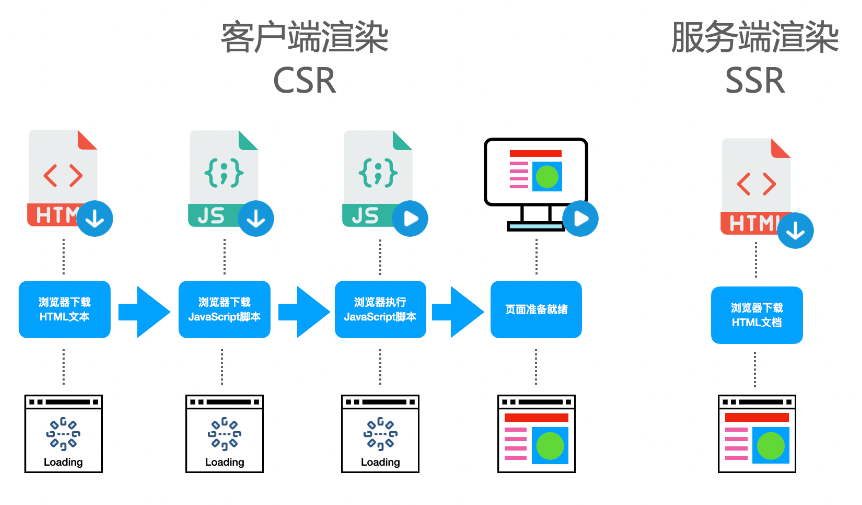 客户端渲染
CSR
服务端渲染
SSR
HTML
JS
JS
HTML
浏览器下载
HTML文本
浏览器下载
JavaScript脚本
浏览器执行
JavaScript脚本
页面准备就绪
浏览器下载
HTML文档
Loading
Loading
Loading